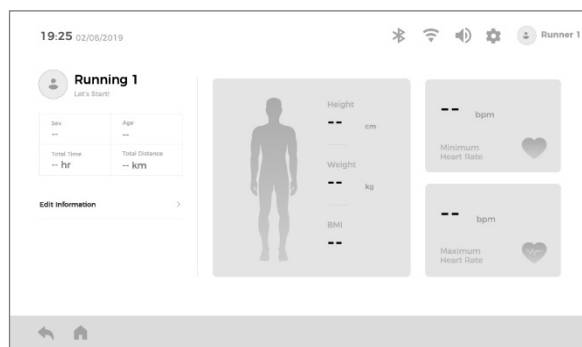 19:25 02/08/2019
Runner 1
Running 1
Let's Start!
Sex
--
Age
--
Total Time
-- hr
Total Distance
-- km
Edit Information
Height
-- cm
Weight
-- kg
BMI
--
-- bpm
Minimum
Heart Rate
-- bpm
Maximum
Heart Rate